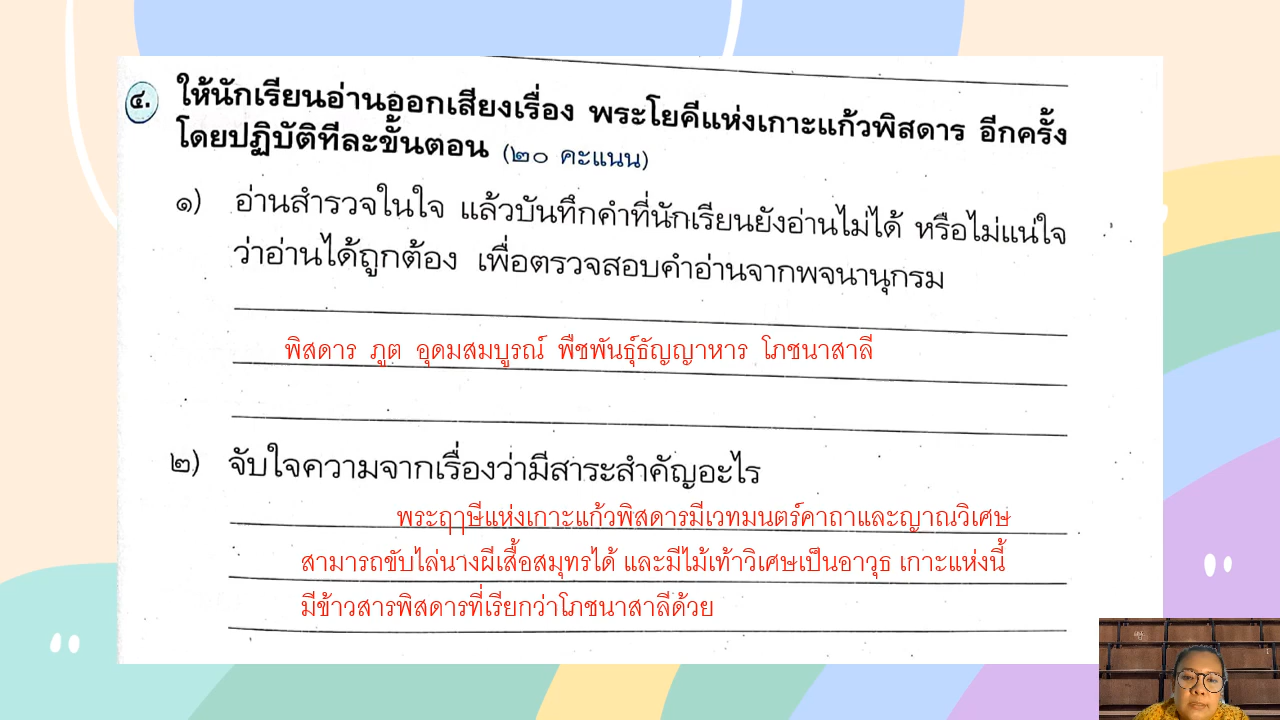 ๔. ให้นักเรียนอ่านออกเสียงเรื่อง พระโยคีแห่งเกาะแก้วพิสดาร อีกครั้ง
โดยปฏิบัติทีละขั้นตอน (๒๐ คะแนน)
๑) อ่านสำรวจในใจ แล้วบันทึกคำที่นักเรียนยังอ่านไม่ได้ หรือไม่แน่ใจ
ว่าอ่านได้ถูกต้อง เพื่อตรวจสอบคำอ่านจากพจนานุกรม
พิสดาร ภูต อุดมสมบูรณ์ พืชพันธุ์ธัญญาหาร โภชนาสาลี
๒) จับใจความจากเรื่องว่ามีสาระสำคัญอะไร
พระฤๅษีแห่งเกาะแก้วพิสดารมีเวทมนตร์คาถาและญาณวิเศษ
สามารถขับไล่นางผีเสื้อสมุทรได้ และมีไม้เท้าวิเศษเป็นอาวุธ เกาะแห่งนี้
มีข้าวสารพิสดารที่เรียกว่าโภชนาสาลีด้วย